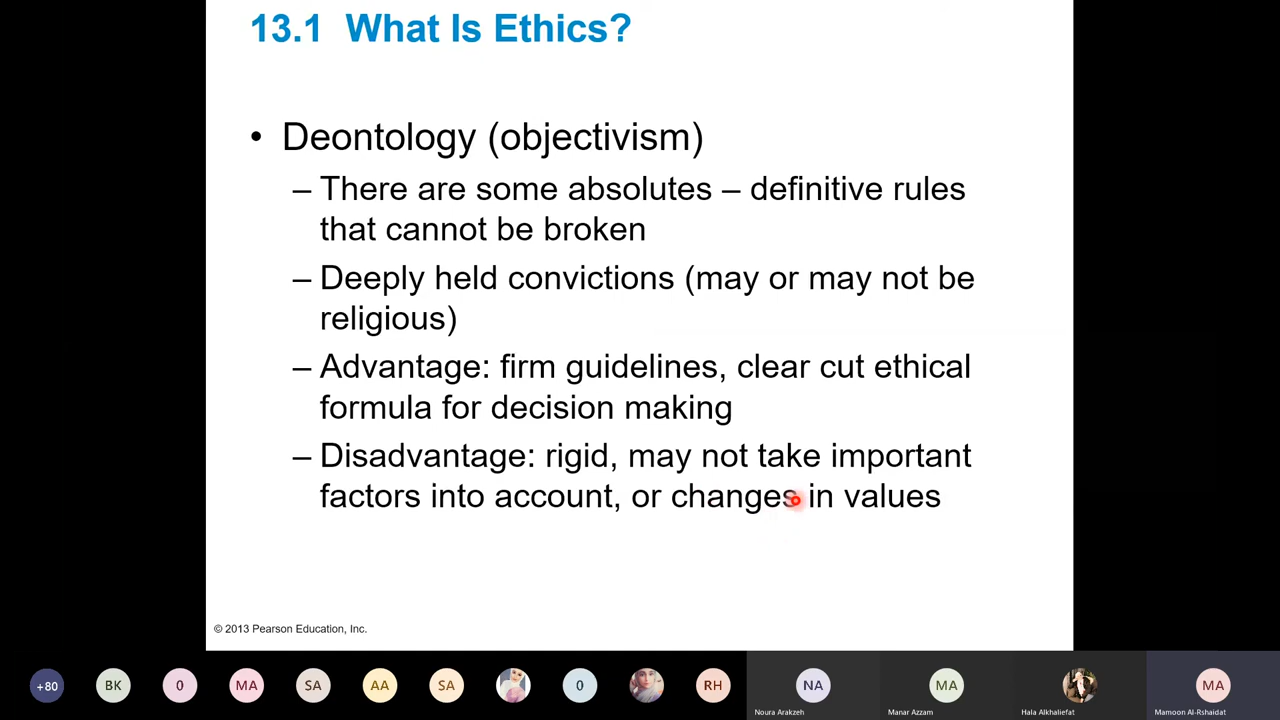 13.1 What Is Ethics?
• Deontology (objectivism)
– There are some absolutes – definitive rules
that cannot be broken
– Deeply held convictions (may or may not be
religious)
– Advantage: firm guidelines, clear cut ethical
formula for decision making
– Disadvantage: rigid, may not take important
factors into account, or changes in values
© 2013 Pearson Education, Inc.
+80 BK 0 MA SA AA SA 0 RH NA MA MA
Noura Arakzeh Manar Azzam Hala Alkhaliefat Mamoon Al-Rshaidat